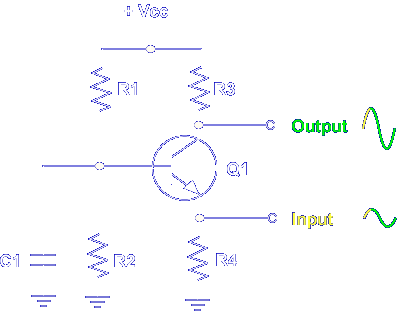 + Vcc
R1
R3
C
Output
Q1
C
Input
C1
R2
R4